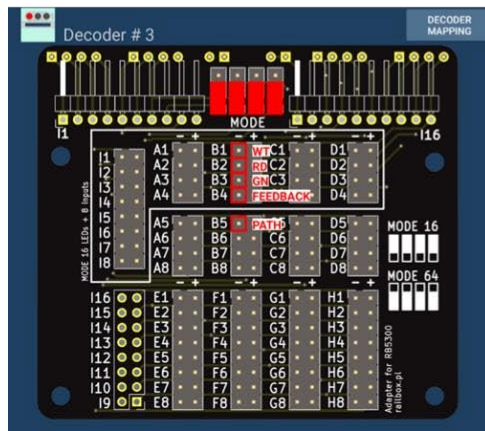 Decoder # 3
DECODER MAPPING
I1
MODE
I16
- + - + - + - +
I1 A1 B1 WT C1 D1
I2 A2 B2 RD C2 D2
I3 A3 B3 GN C3 D3
I4 A4 B4 FEEDBACK D4
I5 A5 B5 PATH D5
I6 A6 B6 C6 D6
I7 A7 B7 C7 D7
I8 A8 B8 C8 D8
MODE 16 LEDs + 8 Inputs
MODE 16
MODE 64
- + - + - + - +
I16 E1 F1 G1 H1
I15 E2 F2 G2 H2
I14 E3 F3 G3 H3
I13 E4 F4 G4 H4
I12 E5 F5 G5 H5
I11 E6 F6 G6 H6
I10 E7 F7 G7 H7
I9 E8 F8 G8 H8
Adapter for RB5300
railbox.pl